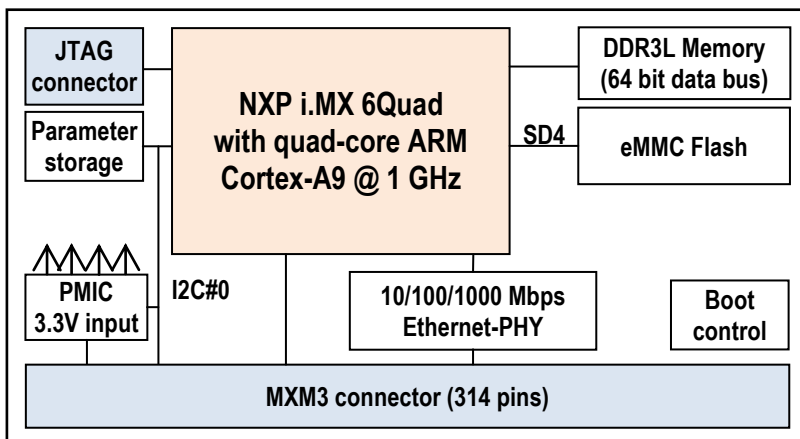 JTAG
connector
NXP i.MX 6Quad
with quad-core ARM
Cortex-A9 @ 1 GHz
DDR3L Memory
(64 bit data bus)
Parameter
storage
SD4
eMMC Flash
PMIC
3.3V input
I2C#0
10/100/1000 Mbps
Ethernet-PHY
Boot
control
MXM3 connector (314 pins)